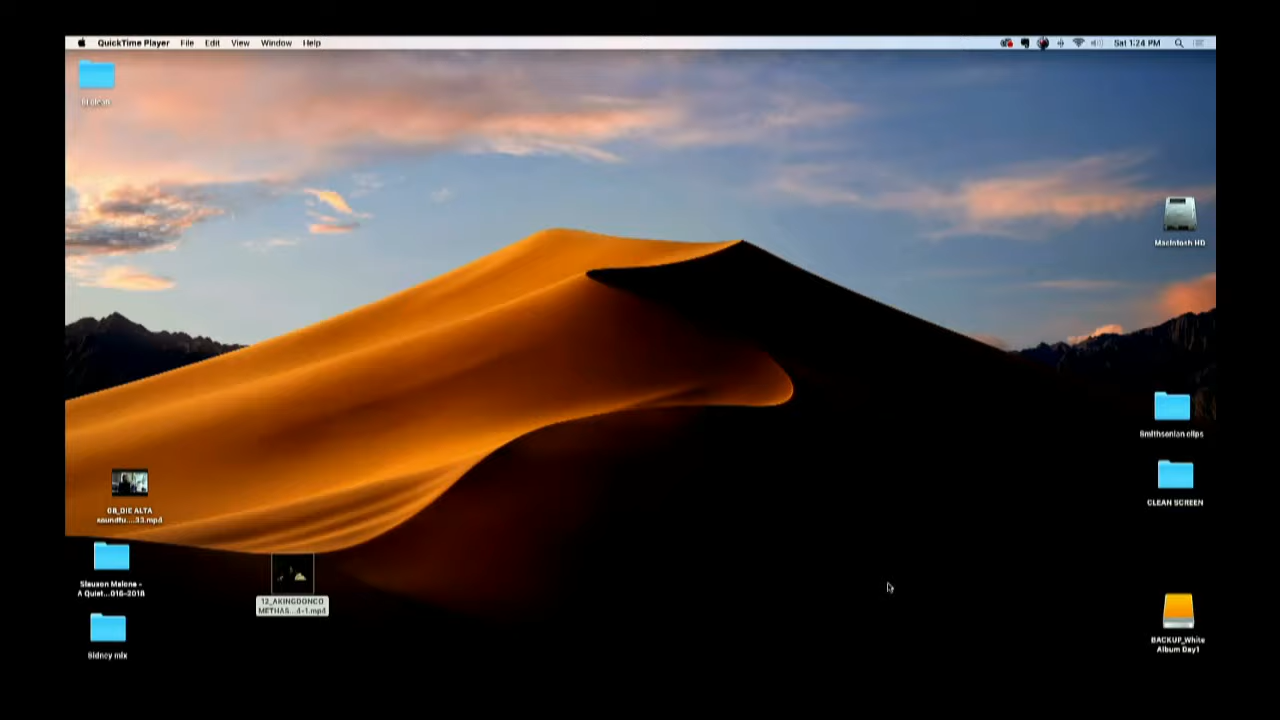 QuickTime Player File Edit View Window Help
Sat 1:24 PM
Macintosh HD
Smithsonian clips
CLEAN SCREEN
08_DIE ALTA
soundfu....33.mp4
Slauson Malone -
A Quiet...016-2018
12_AKINGDONCO
METHAS...4-1.mp4
Sidney mix
BACKUP_White
Album Day1